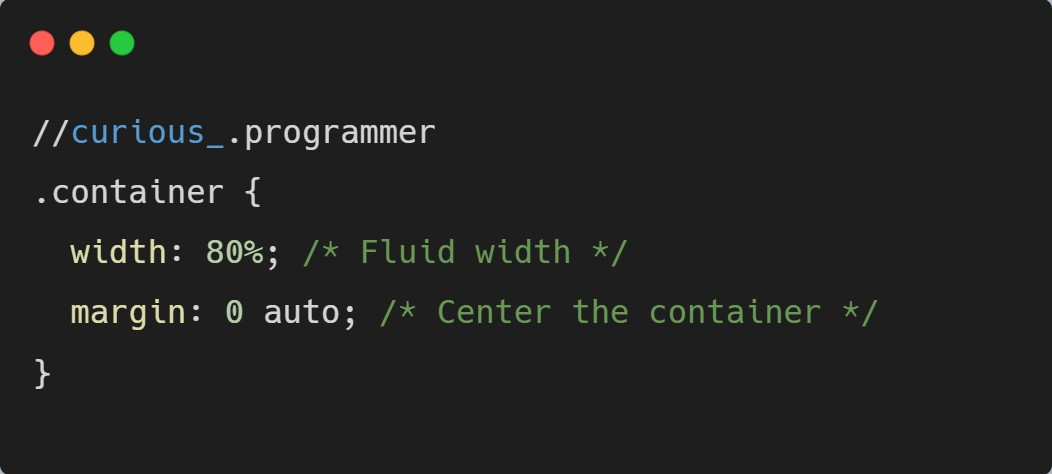 //curious_.programmer
.container {
  width: 80%; /* Fluid width */
  margin: 0 auto; /* Center the container */
}